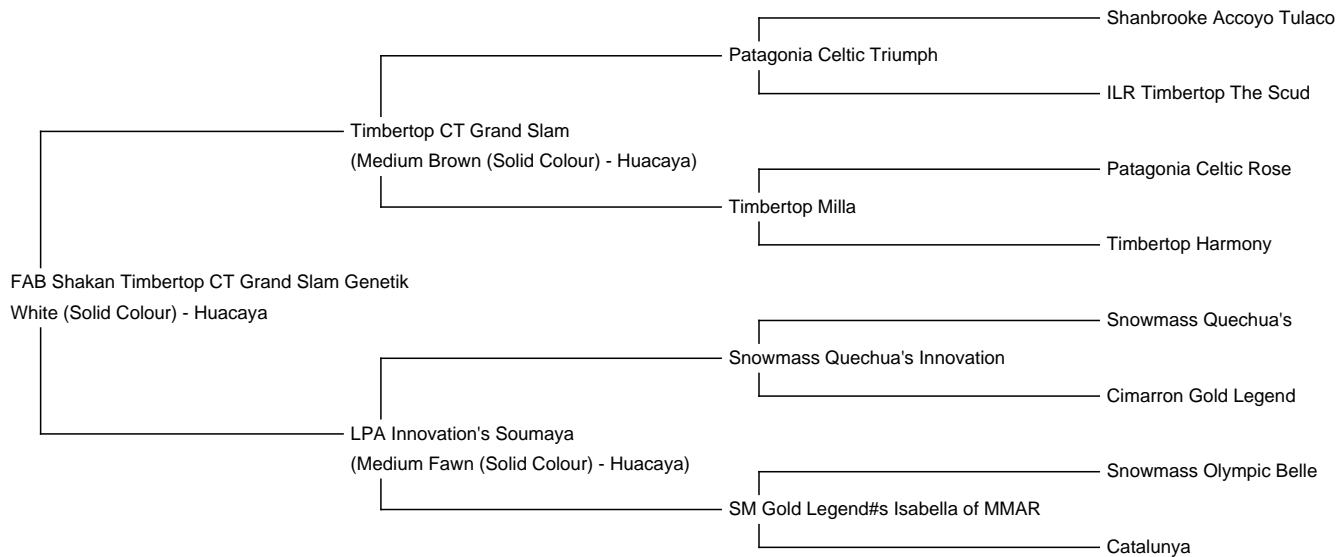 Shanbrooke Accoyo Tulaco
Patagonia Celtic Triumph
ILR Timbertop The Scud
Timbertop CT Grand Slam
(Medium Brown (Solid Colour) - Huacaya)
Patagonia Celtic Rose
Timbertop Milla
Timbertop Harmony
FAB Shakan Timbertop CT Grand Slam Genetik
White (Solid Colour) - Huacaya
Snowmass Quechua's
Snowmass Quechua's Innovation
Cimarron Gold Legend
LPA Innovation's Soumaya
(Medium Fawn (Solid Colour) - Huacaya)
Snowmass Olympic Belle
SM Gold Legend#s Isabella of MMAR
Catalunya